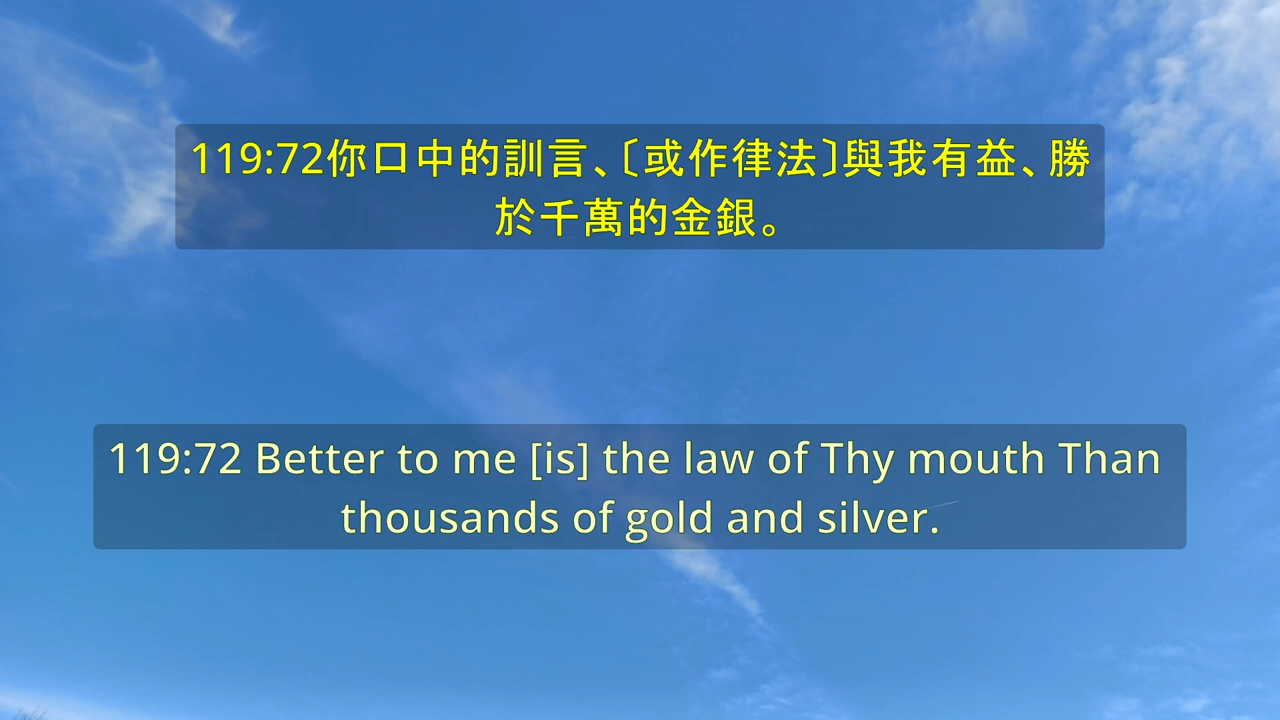 119:72你口中的訓言、〔或作律法〕與我有益、勝
於千萬的金銀。
119:72 Better to me [is] the law of Thy mouth Than
thousands of gold and silver.